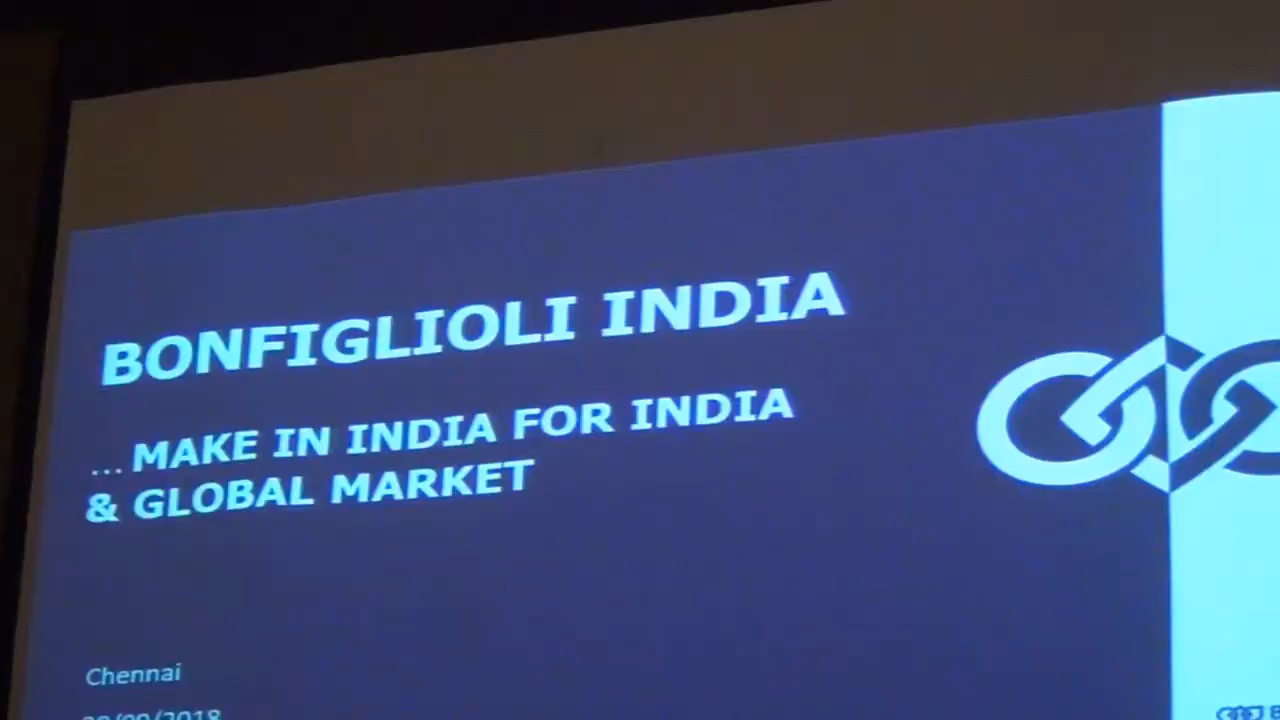 BONFIGLIOLI INDIA
... MAKE IN INDIA FOR INDIA
& GLOBAL MARKET
Chennai